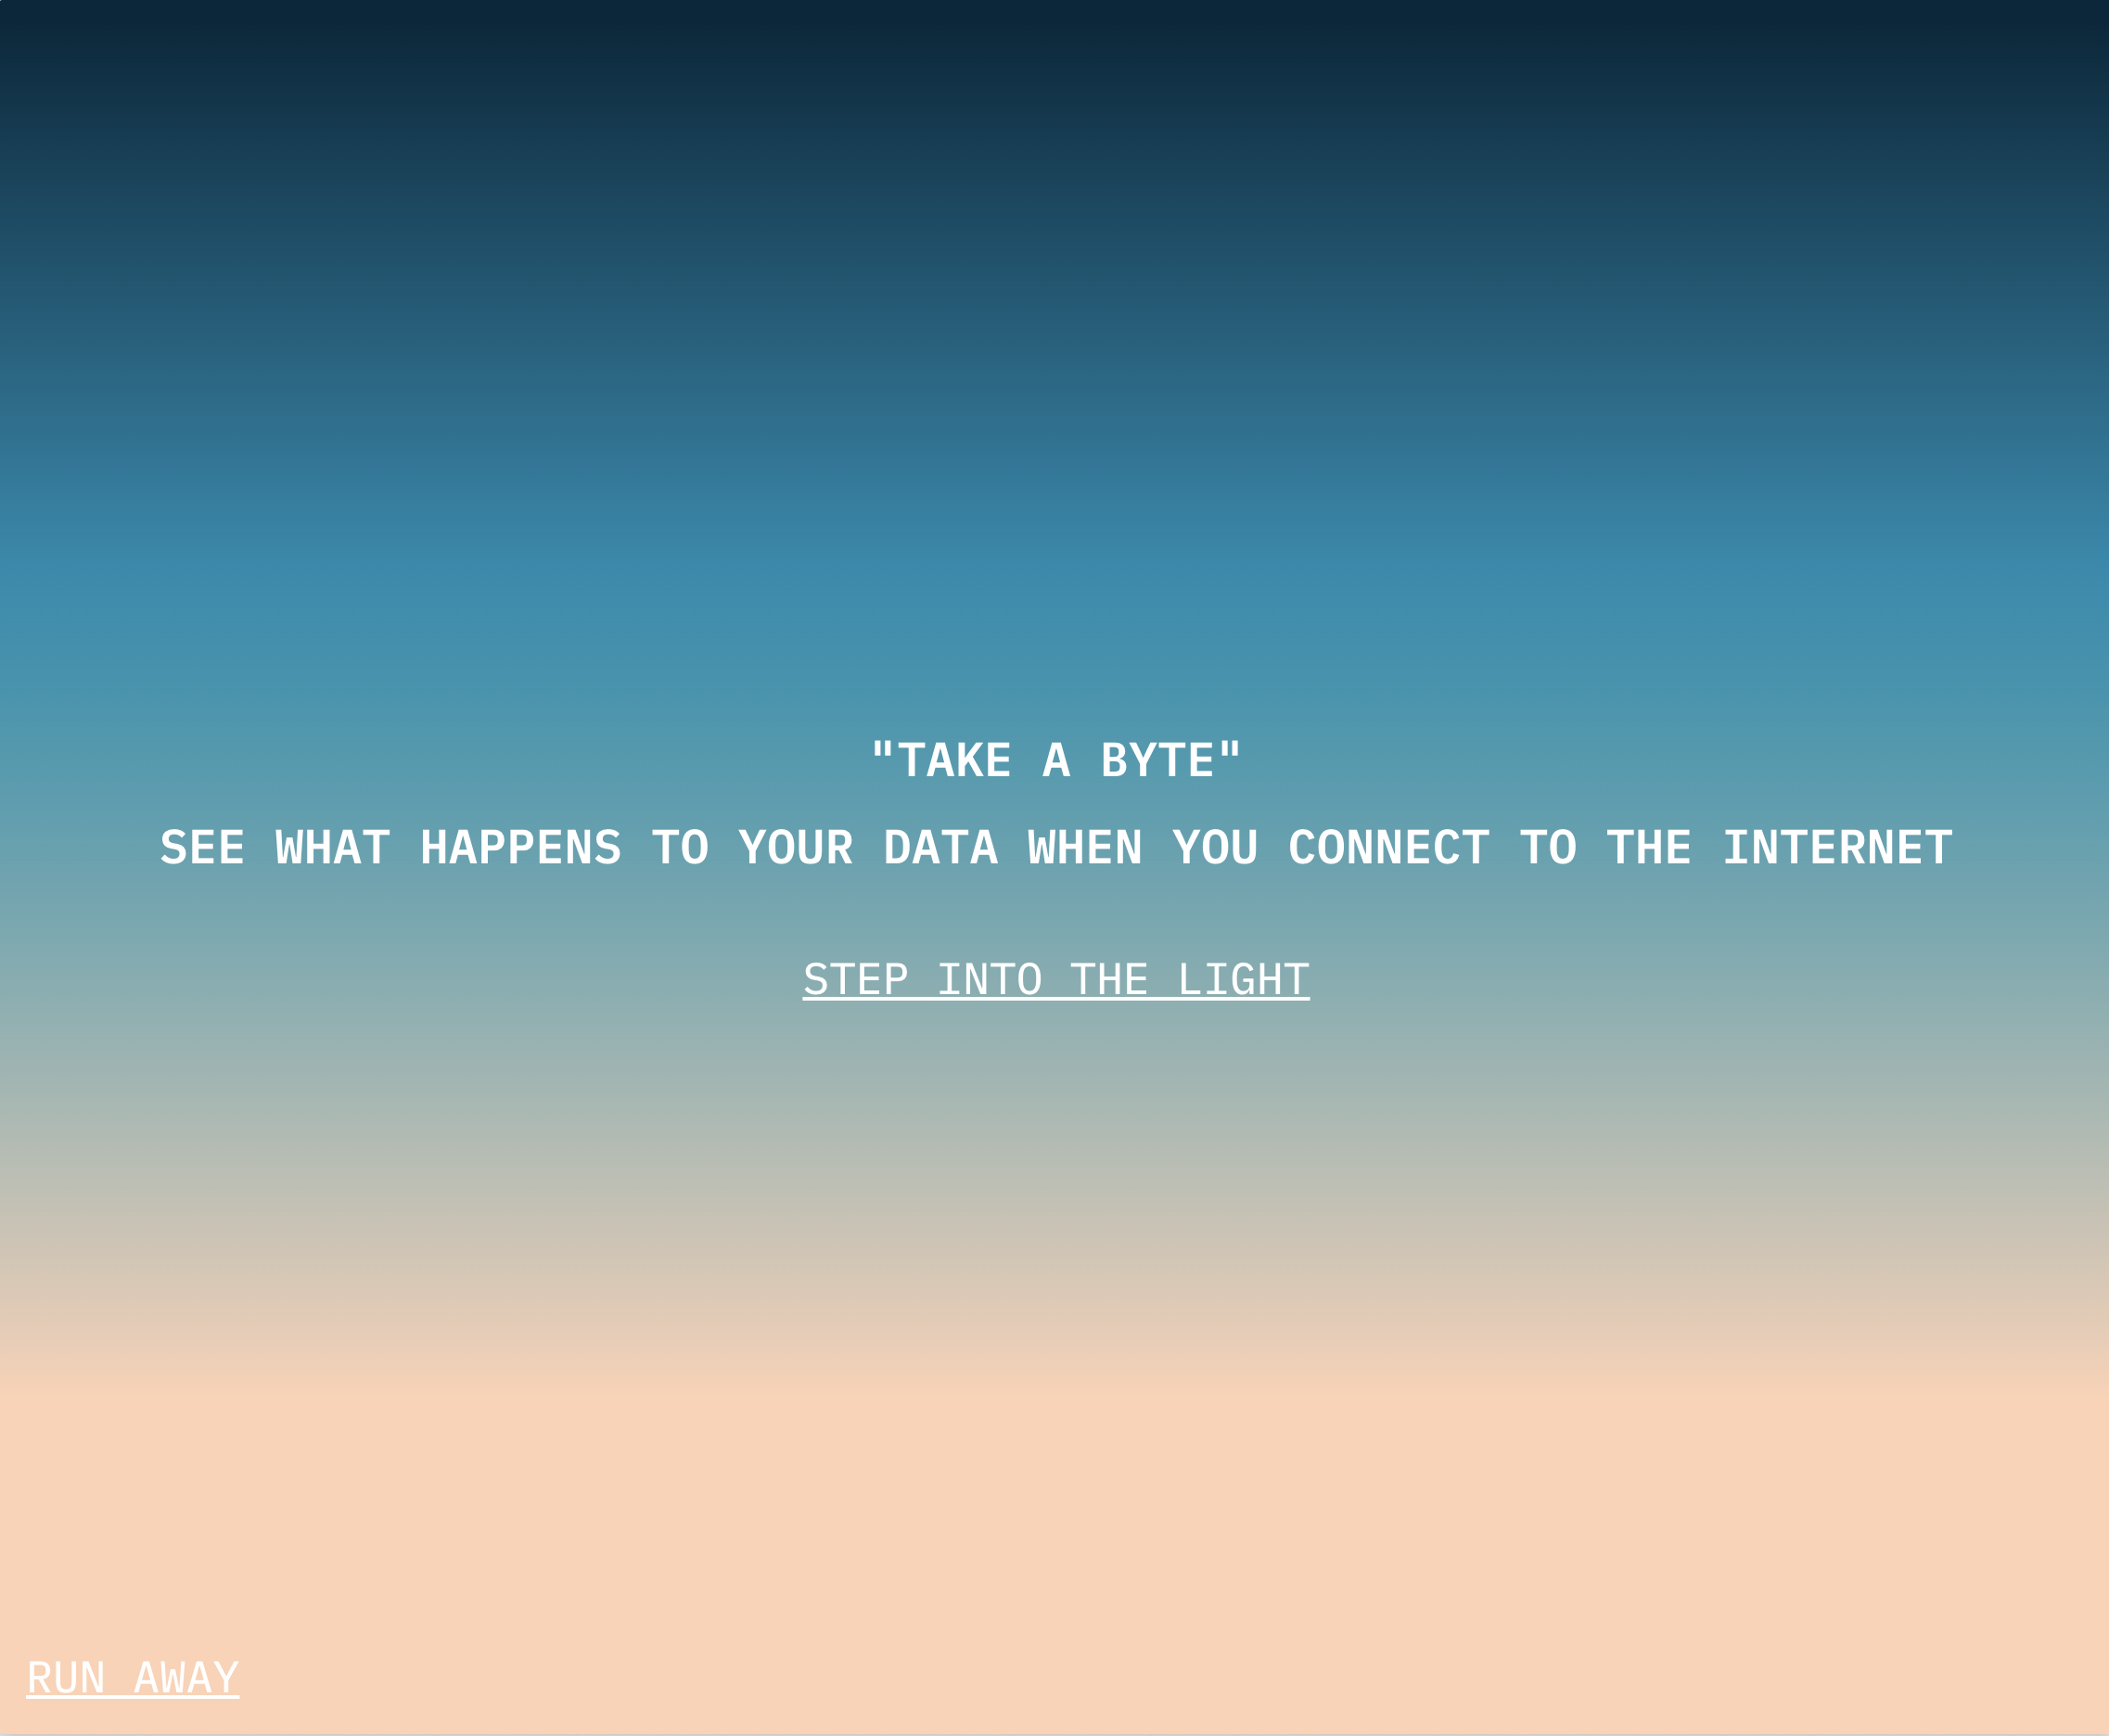 "TAKE A BYTE"
SEE WHAT HAPPENS TO YOUR DATA WHEN YOU CONNECT TO THE INTERNET
STEP INTO THE LIGHT
RUN AWAY